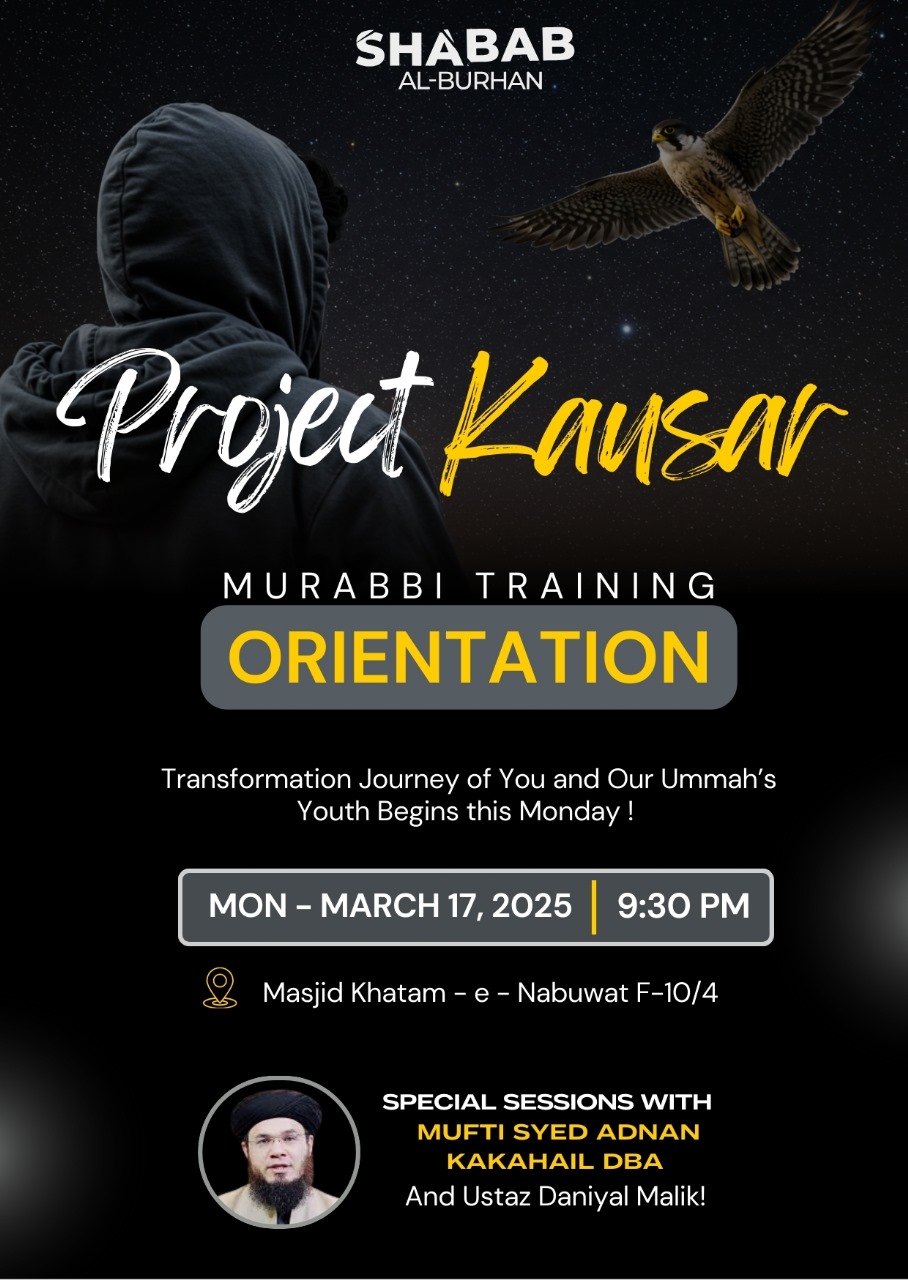 SHABAB
AL-BURHAN
Project Kausar
MURABBI TRAINING
ORIENTATION
Transformation Journey of You and Our Ummah's
Youth Begins this Monday !
MON - MARCH 17, 2025 | 9:30 PM
Masjid Khatam - e - Nabuwat F-10/4
SPECIAL SESSIONS WITH
MUFTI SYED ADNAN
KAKAHAIL DBA
And Ustaz Daniyal Malik!